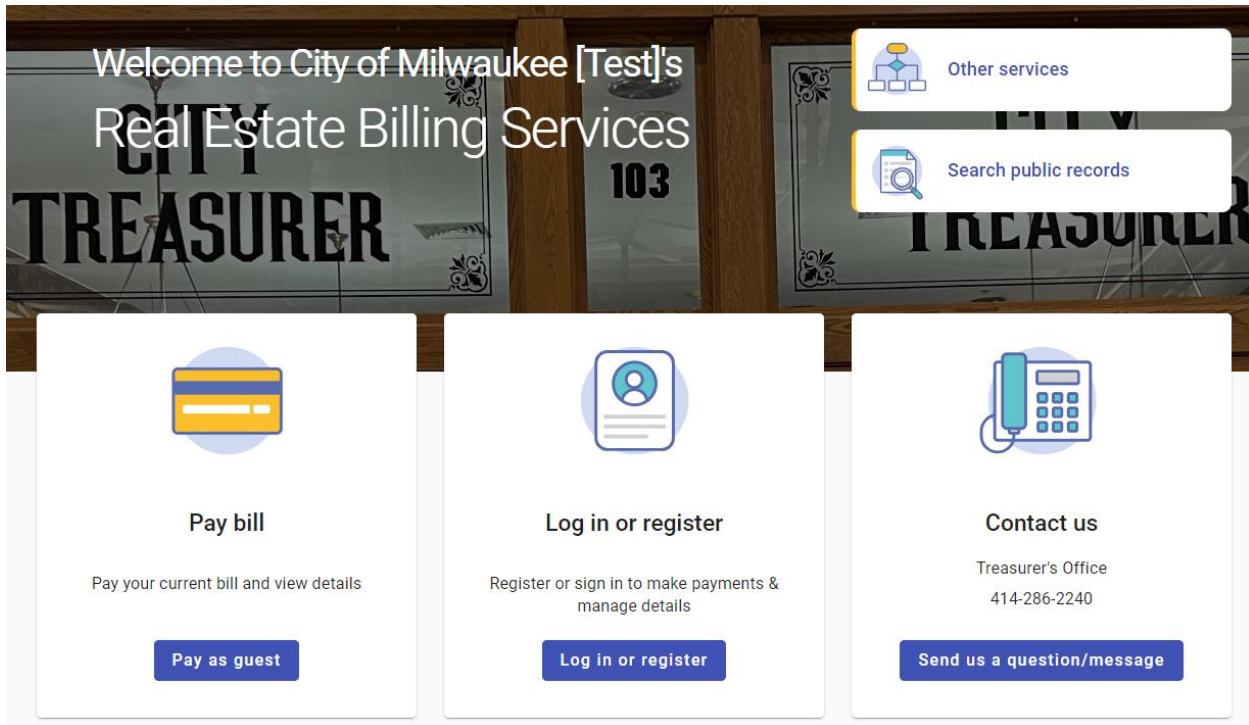 Welcome to City of Milwaukee [Test]'s
Real Estate Billing Services
Other services
Search public records
CITY
TREASURER
103
CITY
TREASURER
Pay bill
Pay your current bill and view details
Pay as guest
Log in or register
Register or sign in to make payments &
manage details
Log in or register
Contact us
Treasurer's Office
414-286-2240
Send us a question/message